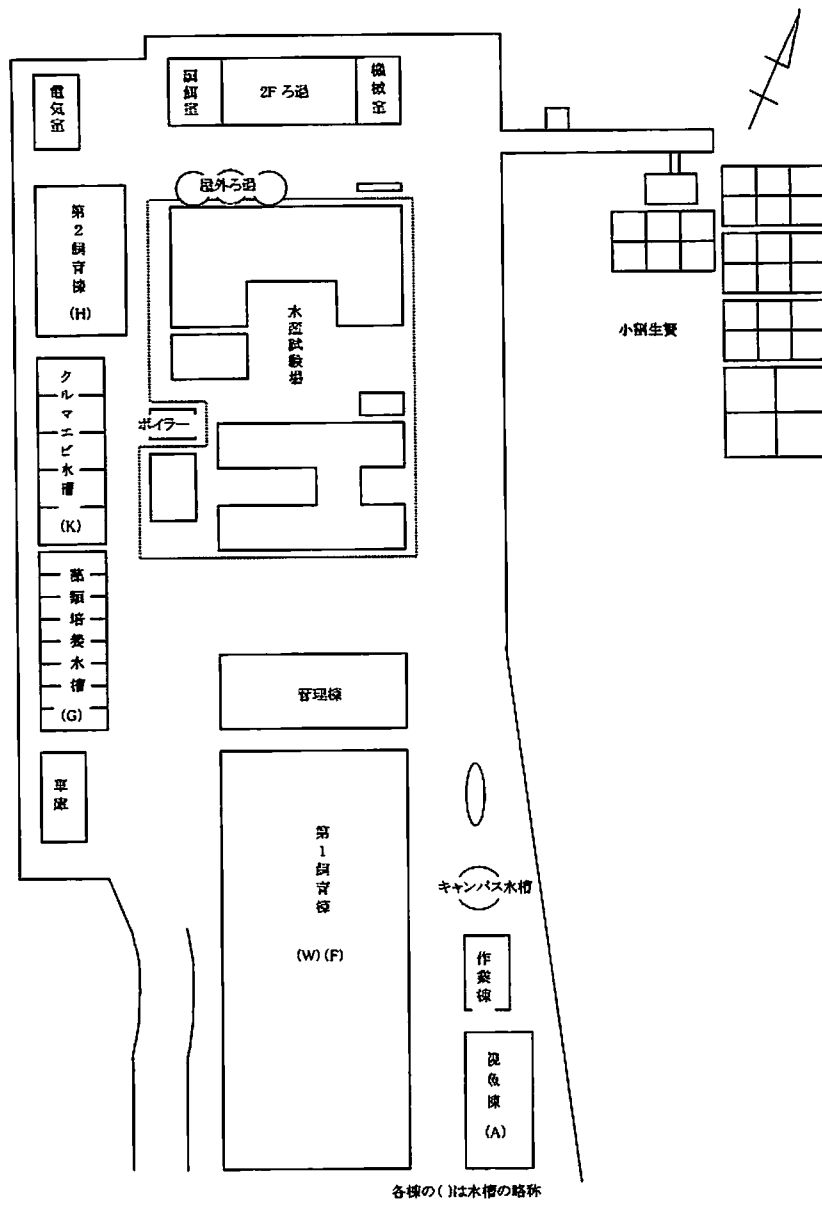 電気室
調餌室
2F ろ過
機械室
屋外ろ過
第2飼育棟
(H)
水産試験場
小割生簀
クルマエビ水槽
(K)
ボイラー
藻類培養水槽
(G)
管理棟
車庫
第1飼育棟
(W)(F)
キャンバス水槽
作業棟
親魚棟
(A)
各棟の( )は水槽の略称